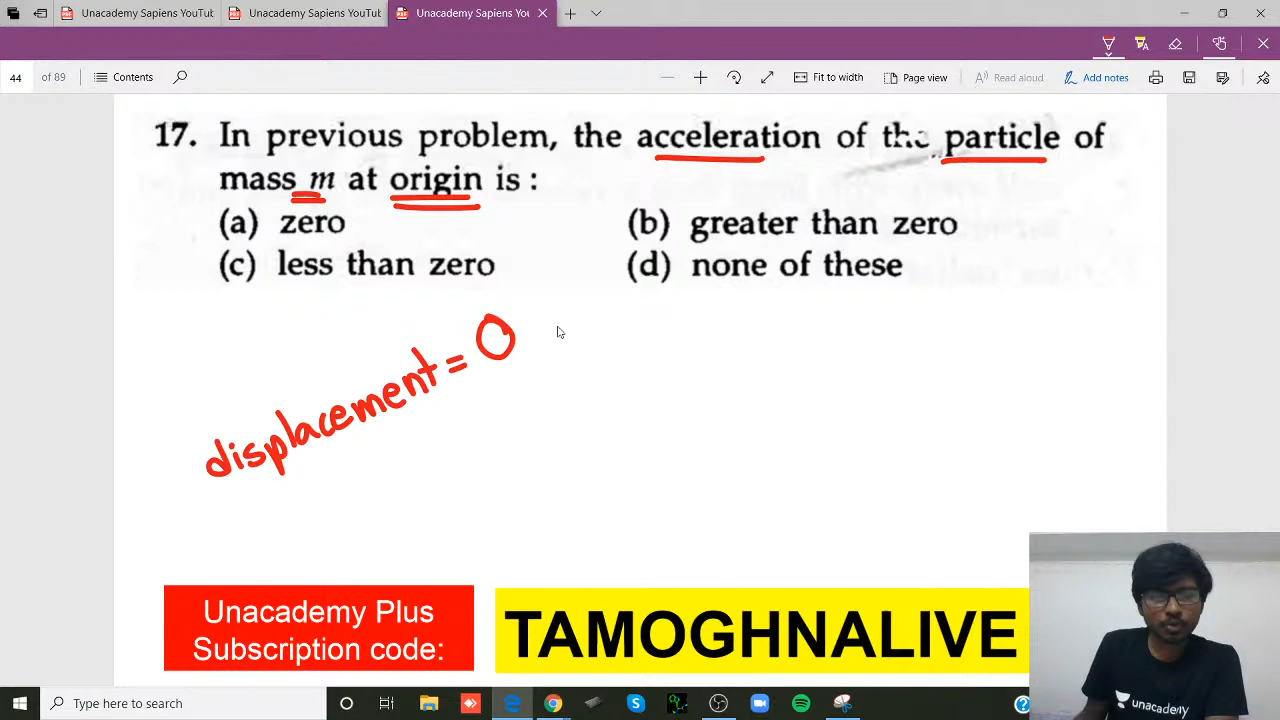 Unacademy Sapiens YouTub
Unacademy Sapiens YouTub
Unacademy Sapiens YouTub
44 of 89
Contents
Fit to width
Page view
Read aloud
Add notes
17. In previous problem, the acceleration of the particle of
mass m at origin is :
(a) zero (b) greater than zero
(c) less than zero (d) none of these
displacement = 0
Unacademy Plus
Subscription code:
TAMOGHNALIVE
unacademy
Type here to search